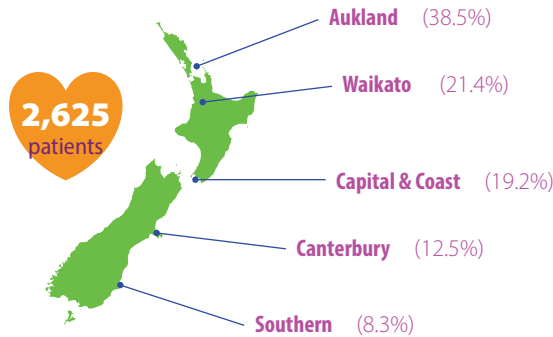 Aukland (38.5%)
Waikato (21.4%)
2,625
patients
Capital & Coast (19.2%)
Canterbury (12.5%)
Southern (8.3%)